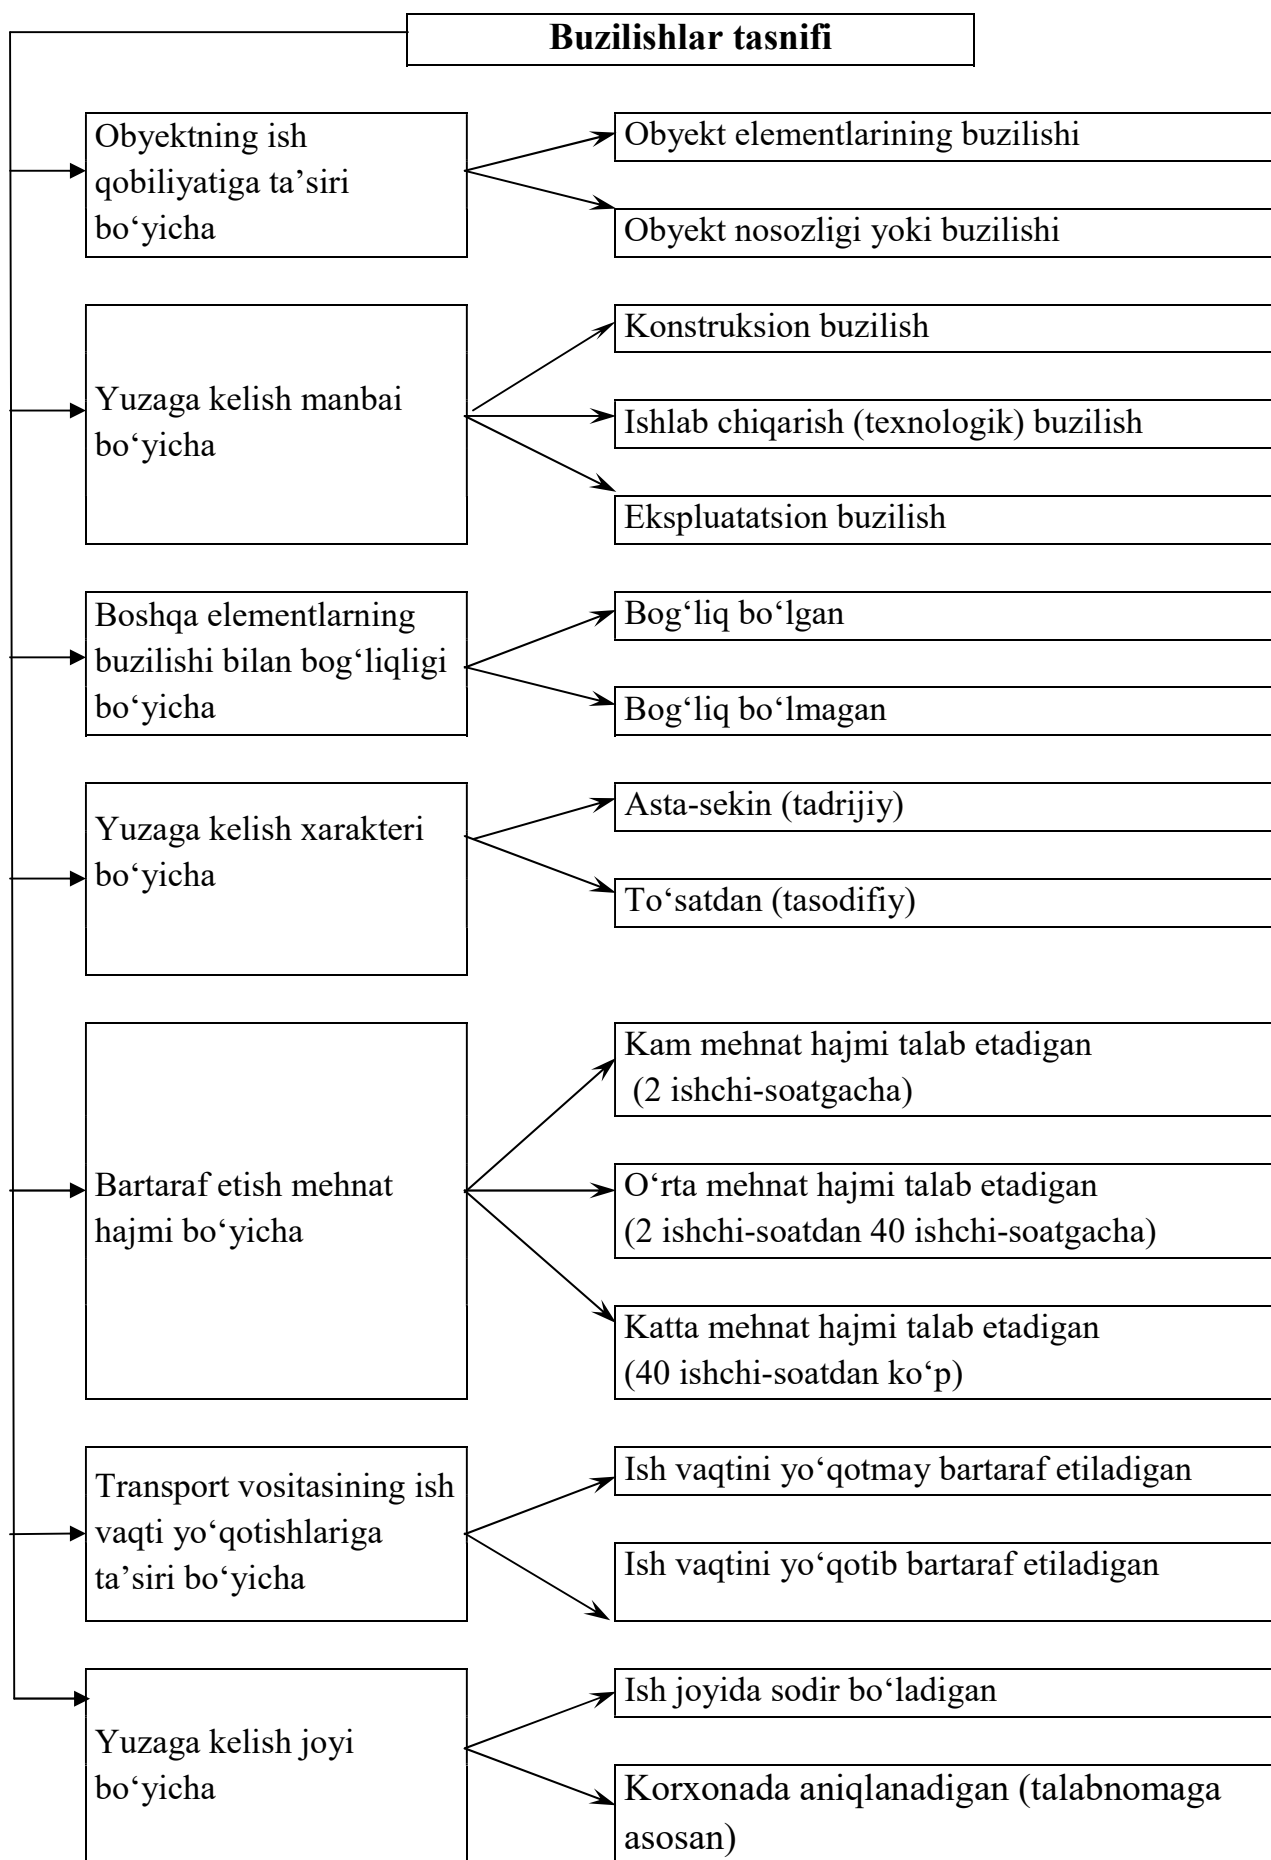 Buzilishlar tasnifi
Obyektning ish
qobiliyatiga ta’siri
bo‘yicha
Obyekt elementlarining buzilishi
Obyekt nosozligi yoki buzilishi
Yuzaga kelish manbai
bo‘yicha
Konstruksion buzilish
Ishlab chiqarish (texnologik) buzilish
Ekspluatatsion buzilish
Boshqa elementlarning
buzilishi bilan bog‘liqligi
bo‘yicha
Bog‘liq bo‘lgan
Bog‘liq bo‘lmagan
Yuzaga kelish xarakteri
bo‘yicha
Asta-sekin (tadrijiy)
To‘satdan (tasodifiy)
Bartaraf etish mehnat
hajmi bo‘yicha
Kam mehnat hajmi talab etadigan
(2 ishchi-soatgacha)
O‘rta mehnat hajmi talab etadigan
(2 ishchi-soatdan 40 ishchi-soatgacha)
Katta mehnat hajmi talab etadigan
(40 ishchi-soatdan ko‘p)
Transport vositasining ish
vaqti yo‘qotishlariga
ta’siri bo‘yicha
Ish vaqtini yo‘qotmay bartaraf etiladigan
Ish vaqtini yo‘qotib bartaraf etiladigan
Yuzaga kelish joyi
bo‘yicha
Ish joyida sodir bo‘ladigan
Korxonada aniqlanadigan (talabnomaga
asosan)